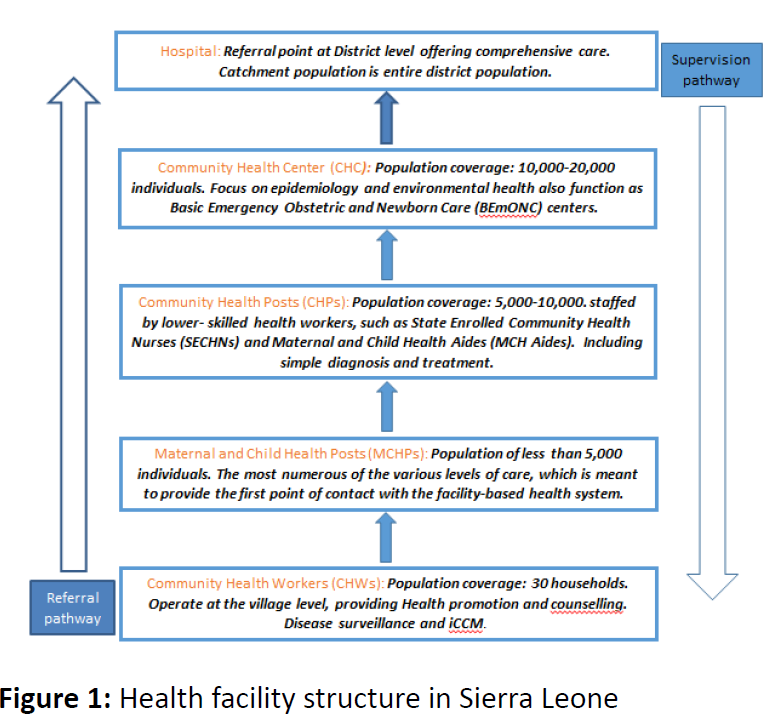 Hospital: Referral point at District level offering comprehensive care.
Catchment population is entire district population.
Supervision
pathway
Community Health Center (CHC): Population coverage: 10,000-20,000
individuals. Focus on epidemiology and environmental health also function as
Basic Emergency Obstetric and Newborn Care (BEmONC) centers.
Community Health Posts (CHPs): Population coverage: 5,000-10,000. staffed
by lower- skilled health workers, such as State Enrolled Community Health
Nurses (SECHNs) and Maternal and Child Health Aides (MCH Aides). Including
simple diagnosis and treatment.
Maternal and Child Health Posts (MCHPs): Population of less than 5,000
individuals. The most numerous of the various levels of care, which is meant
to provide the first point of contact with the facility-based health system.
Referral
pathway
Community Health Workers (CHWs): Population coverage: 30 households.
Operate at the village level, providing Health promotion and counselling.
Disease surveillance and iCCM.
Figure 1: Health facility structure in Sierra Leone